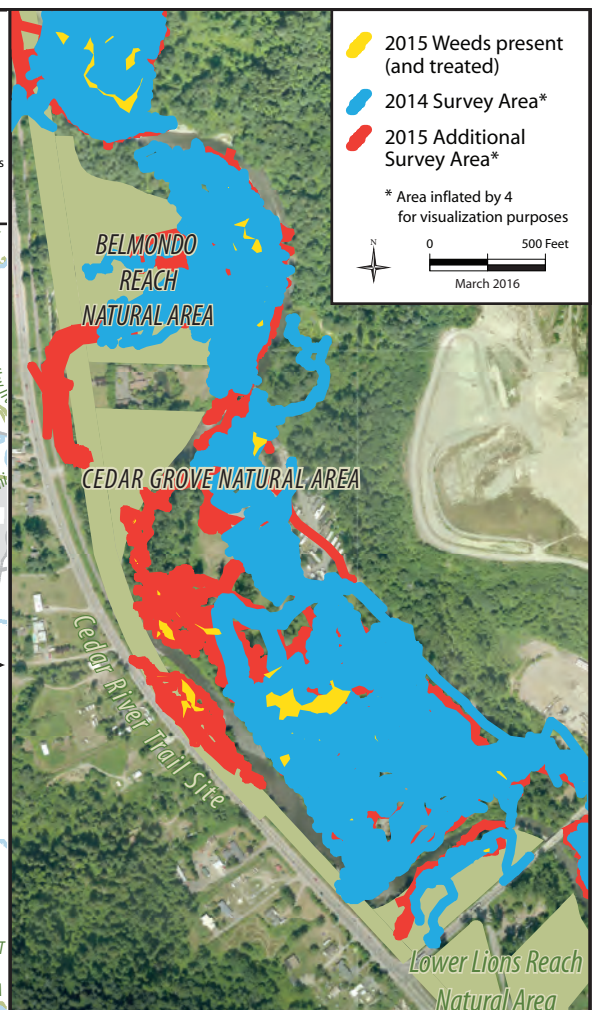 2015 Weeds present
(and treated)
2014 Survey Area*
2015 Additional
Survey Area*
* Area inflated by 4
for visualization purposes
N
0 500 Feet
March 2016
BELMONDO
REACH
NATURAL AREA
CEDAR GROVE NATURAL AREA
Cedar River Trail Site
Lower Lions Reach
Natural Area